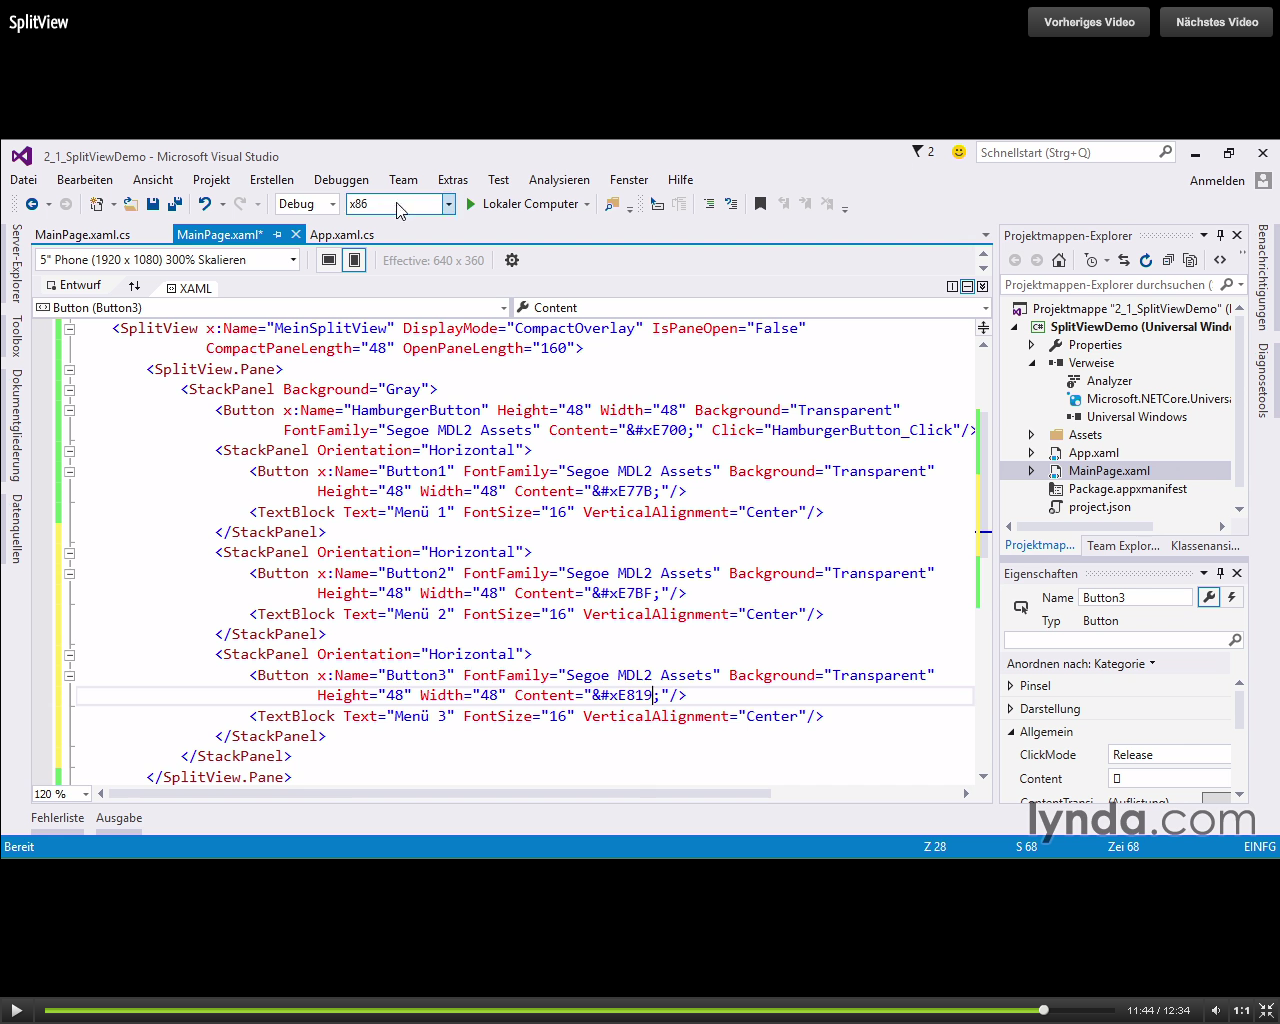 SplitView
Vorheriges Video
Nächstes Video
2_1_SplitViewDemo - Microsoft Visual Studio
2
Schnellstart (Strg+Q)
Datei Bearbeiten Ansicht Projekt Erstellen Debuggen Team Extras Test Analysieren Fenster Hilfe
Anmelden
Debug x86 Lokaler Computer
Server-Explorer
Toolbox
Dokumentgliederung
Datenquellen
MainPage.xaml.cs MainPage.xaml* App.xaml.cs
5" Phone (1920 x 1080) 300% Skalieren Effective: 640 x 360
Entwurf XAML
Button (Button3) Content
<SplitView x:Name="MeinSplitView" DisplayMode="CompactOverlay" IsPaneOpen="False"
CompactPaneLength="48" OpenPaneLength="160">
<SplitView.Pane>
<StackPanel Background="Gray">
<Button x:Name="HamburgerButton" Height="48" Width="48" Background="Transparent"
FontFamily="Segoe MDL2 Assets" Content="&#xE700;" Click="HamburgerButton_Click"/>
<StackPanel Orientation="Horizontal">
<Button x:Name="Button1" FontFamily="Segoe MDL2 Assets" Background="Transparent"
Height="48" Width="48" Content="&#xE77B;"/>
<TextBlock Text="Menü 1" FontSize="16" VerticalAlignment="Center"/>
</StackPanel>
<StackPanel Orientation="Horizontal">
<Button x:Name="Button2" FontFamily="Segoe MDL2 Assets" Background="Transparent"
Height="48" Width="48" Content="&#xE7BF;"/>
<TextBlock Text="Menü 2" FontSize="16" VerticalAlignment="Center"/>
</StackPanel>
<StackPanel Orientation="Horizontal">
<Button x:Name="Button3" FontFamily="Segoe MDL2 Assets" Background="Transparent"
Height="48" Width="48" Content="&#xE819;"/>
<TextBlock Text="Menü 3" FontSize="16" VerticalAlignment="Center"/>
</StackPanel>
</StackPanel>
</SplitView.Pane>
120 %
Projektmappen-Explorer
Projektmappen-Explorer durchsuchen (
Projektmappe "2_1_SplitViewDemo" (
SplitViewDemo (Universal Wind
Properties
Verweise
Analyzer
Microsoft.NETCore.Universa
Universal Windows
Assets
App.xaml
MainPage.xaml
Package.appxmanifest
project.json
Projektmap... Team Explor... Klassenansi...
Eigenschaften
Name Button3
Typ Button
Anordnen nach: Kategorie
Pinsel
Darstellung
Allgemein
ClickMode Release
Content
ContentTransi (Auflistung)
Benachrichtigungen
Diagnosetools
Fehlerliste Ausgabe
lynda.com
Bereit Z 28 S 68 Zei 68 EINFG
11:44 / 12:34 1:1